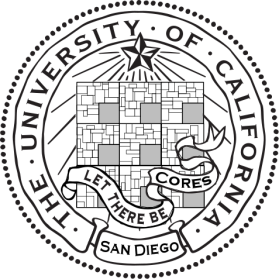 · THE · UNIVERSITY · OF · CALIFORNIA ·
LET THERE BE
CORES
SAN DIEGO